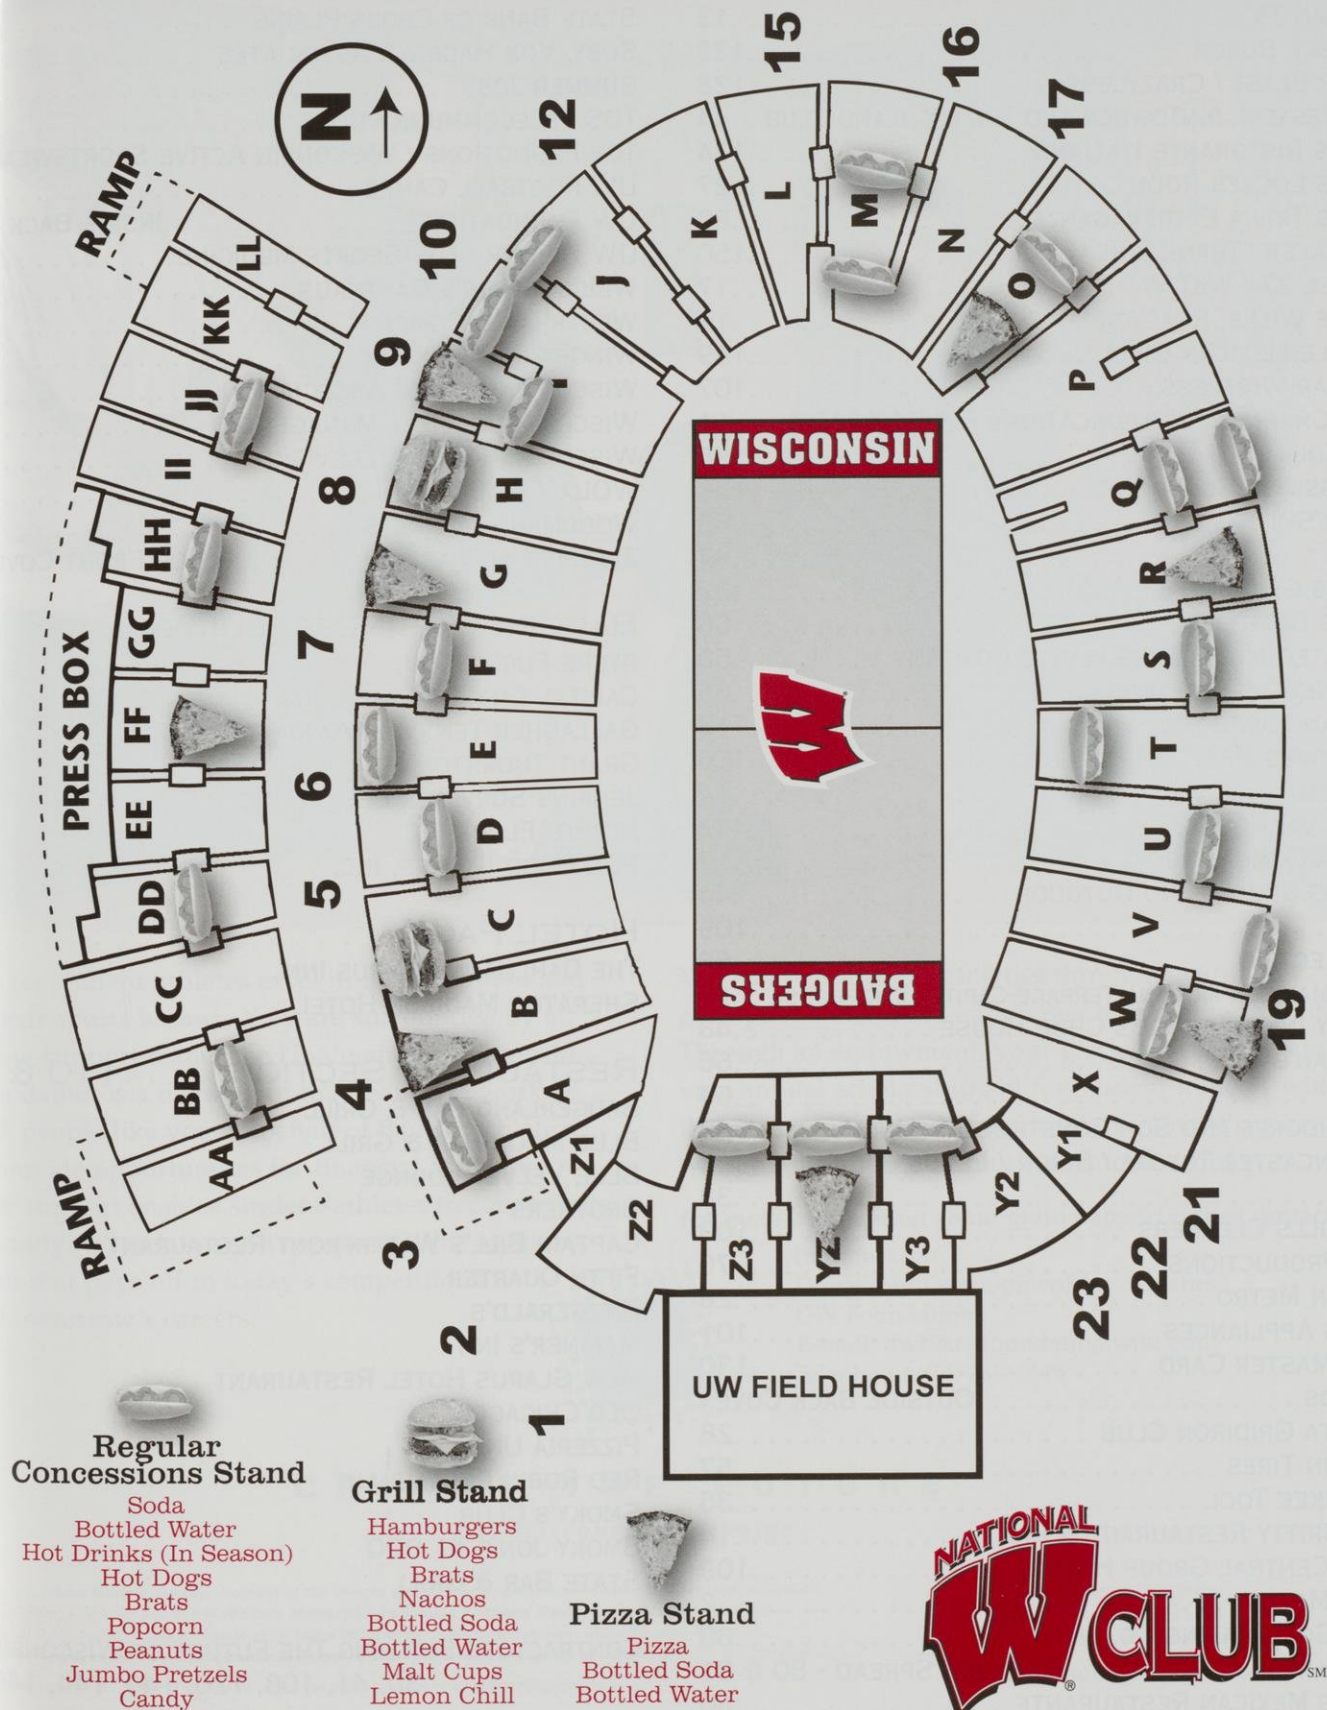 N
RAMP
LL
KK
JJ
II
HH
GG
FF
EE
DD
CC
BB
AA
RAMP
PRESS BOX
12
10
9
8
7
6
5
4
3
2
1
15
16
17
19
21
22
23
K
L
M
N
J
O
I
P
H
Q
G
R
F
S
E
T
D
U
C
V
B
W
A
X
Z1
Z2
Z3
Y3
Y2
Y1
WISCONSIN
W
BADGERS
UW FIELD HOUSE
Regular
Concessions Stand
Soda
Bottled Water
Hot Drinks (In Season)
Hot Dogs
Brats
Popcorn
Peanuts
Jumbo Pretzels
Candy
Grill Stand
Hamburgers
Hot Dogs
Brats
Nachos
Bottled Soda
Bottled Water
Malt Cups
Lemon Chill
Pizza Stand
Pizza
Bottled Soda
Bottled Water
NATIONAL
W CLUB
® SM